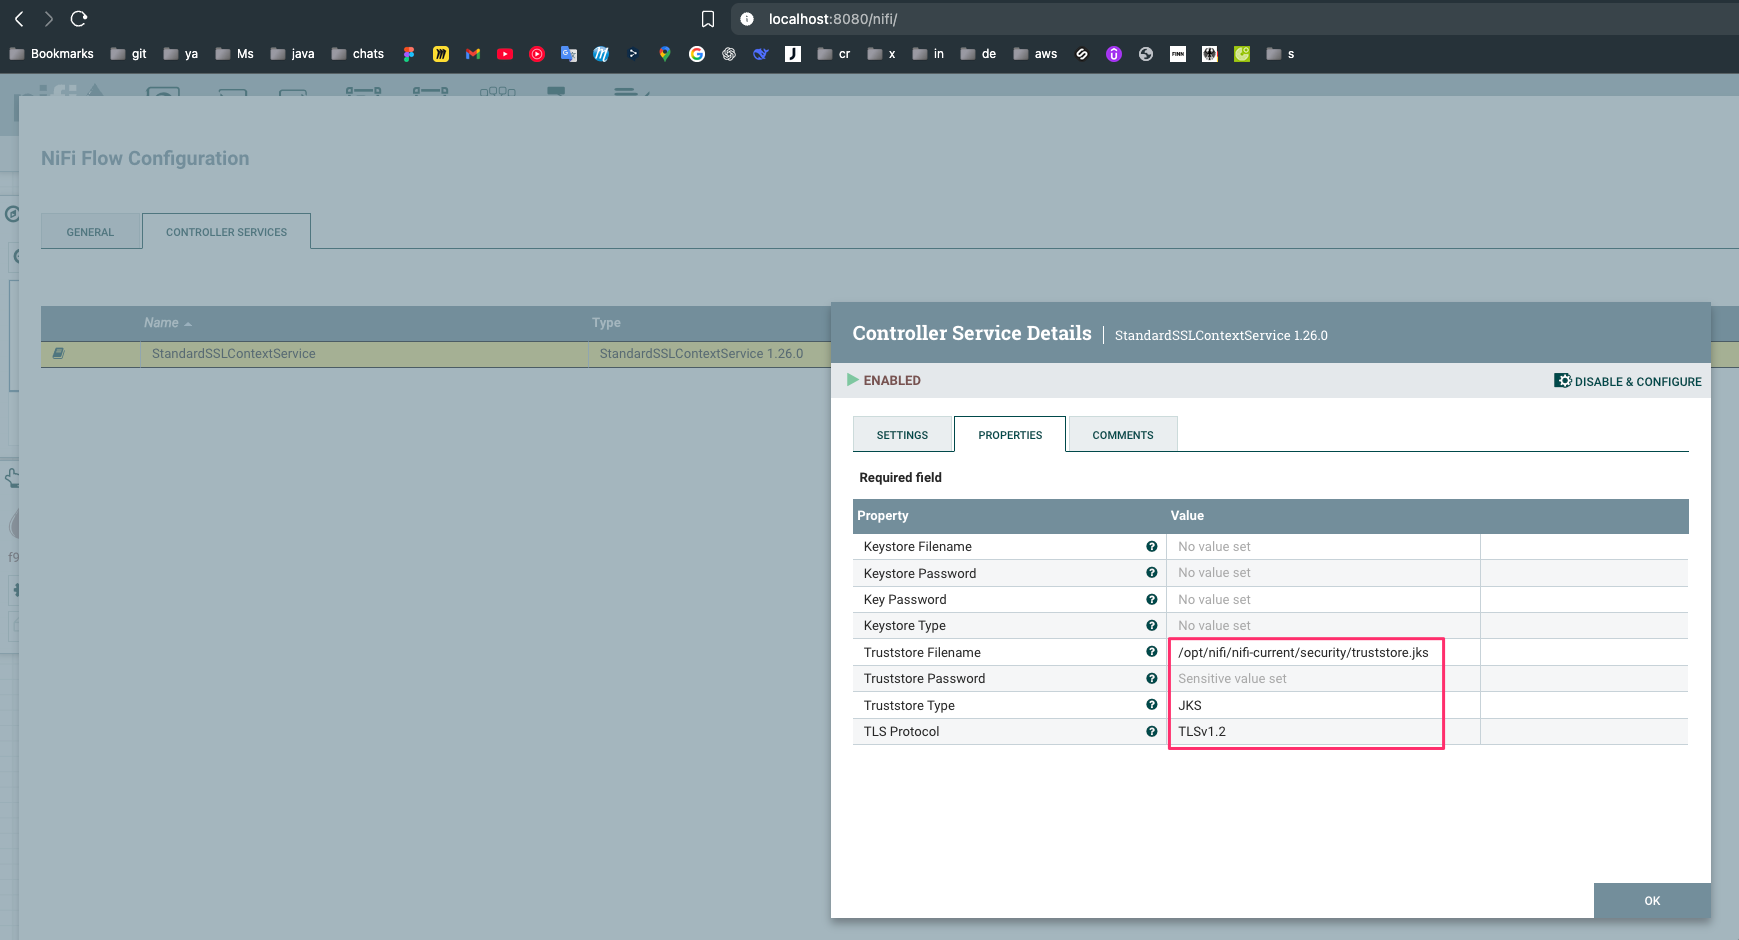 localhost:8080/nifi/
Bookmarks git ya Ms java chats cr x in de aws s
NiFi Flow Configuration
GENERAL CONTROLLER SERVICES
Name Type
StandardSSLContextService StandardSSLContextService 1.26.0
Controller Service Details StandardSSLContextService 1.26.0
ENABLED DISABLE & CONFIGURE
SETTINGS PROPERTIES COMMENTS
Required field
Property Value
Keystore Filename No value set
Keystore Password No value set
Key Password No value set
Keystore Type No value set
Truststore Filename /opt/nifi/nifi-current/security/truststore.jks
Truststore Password Sensitive value set
Truststore Type JKS
TLS Protocol TLSv1.2
OK